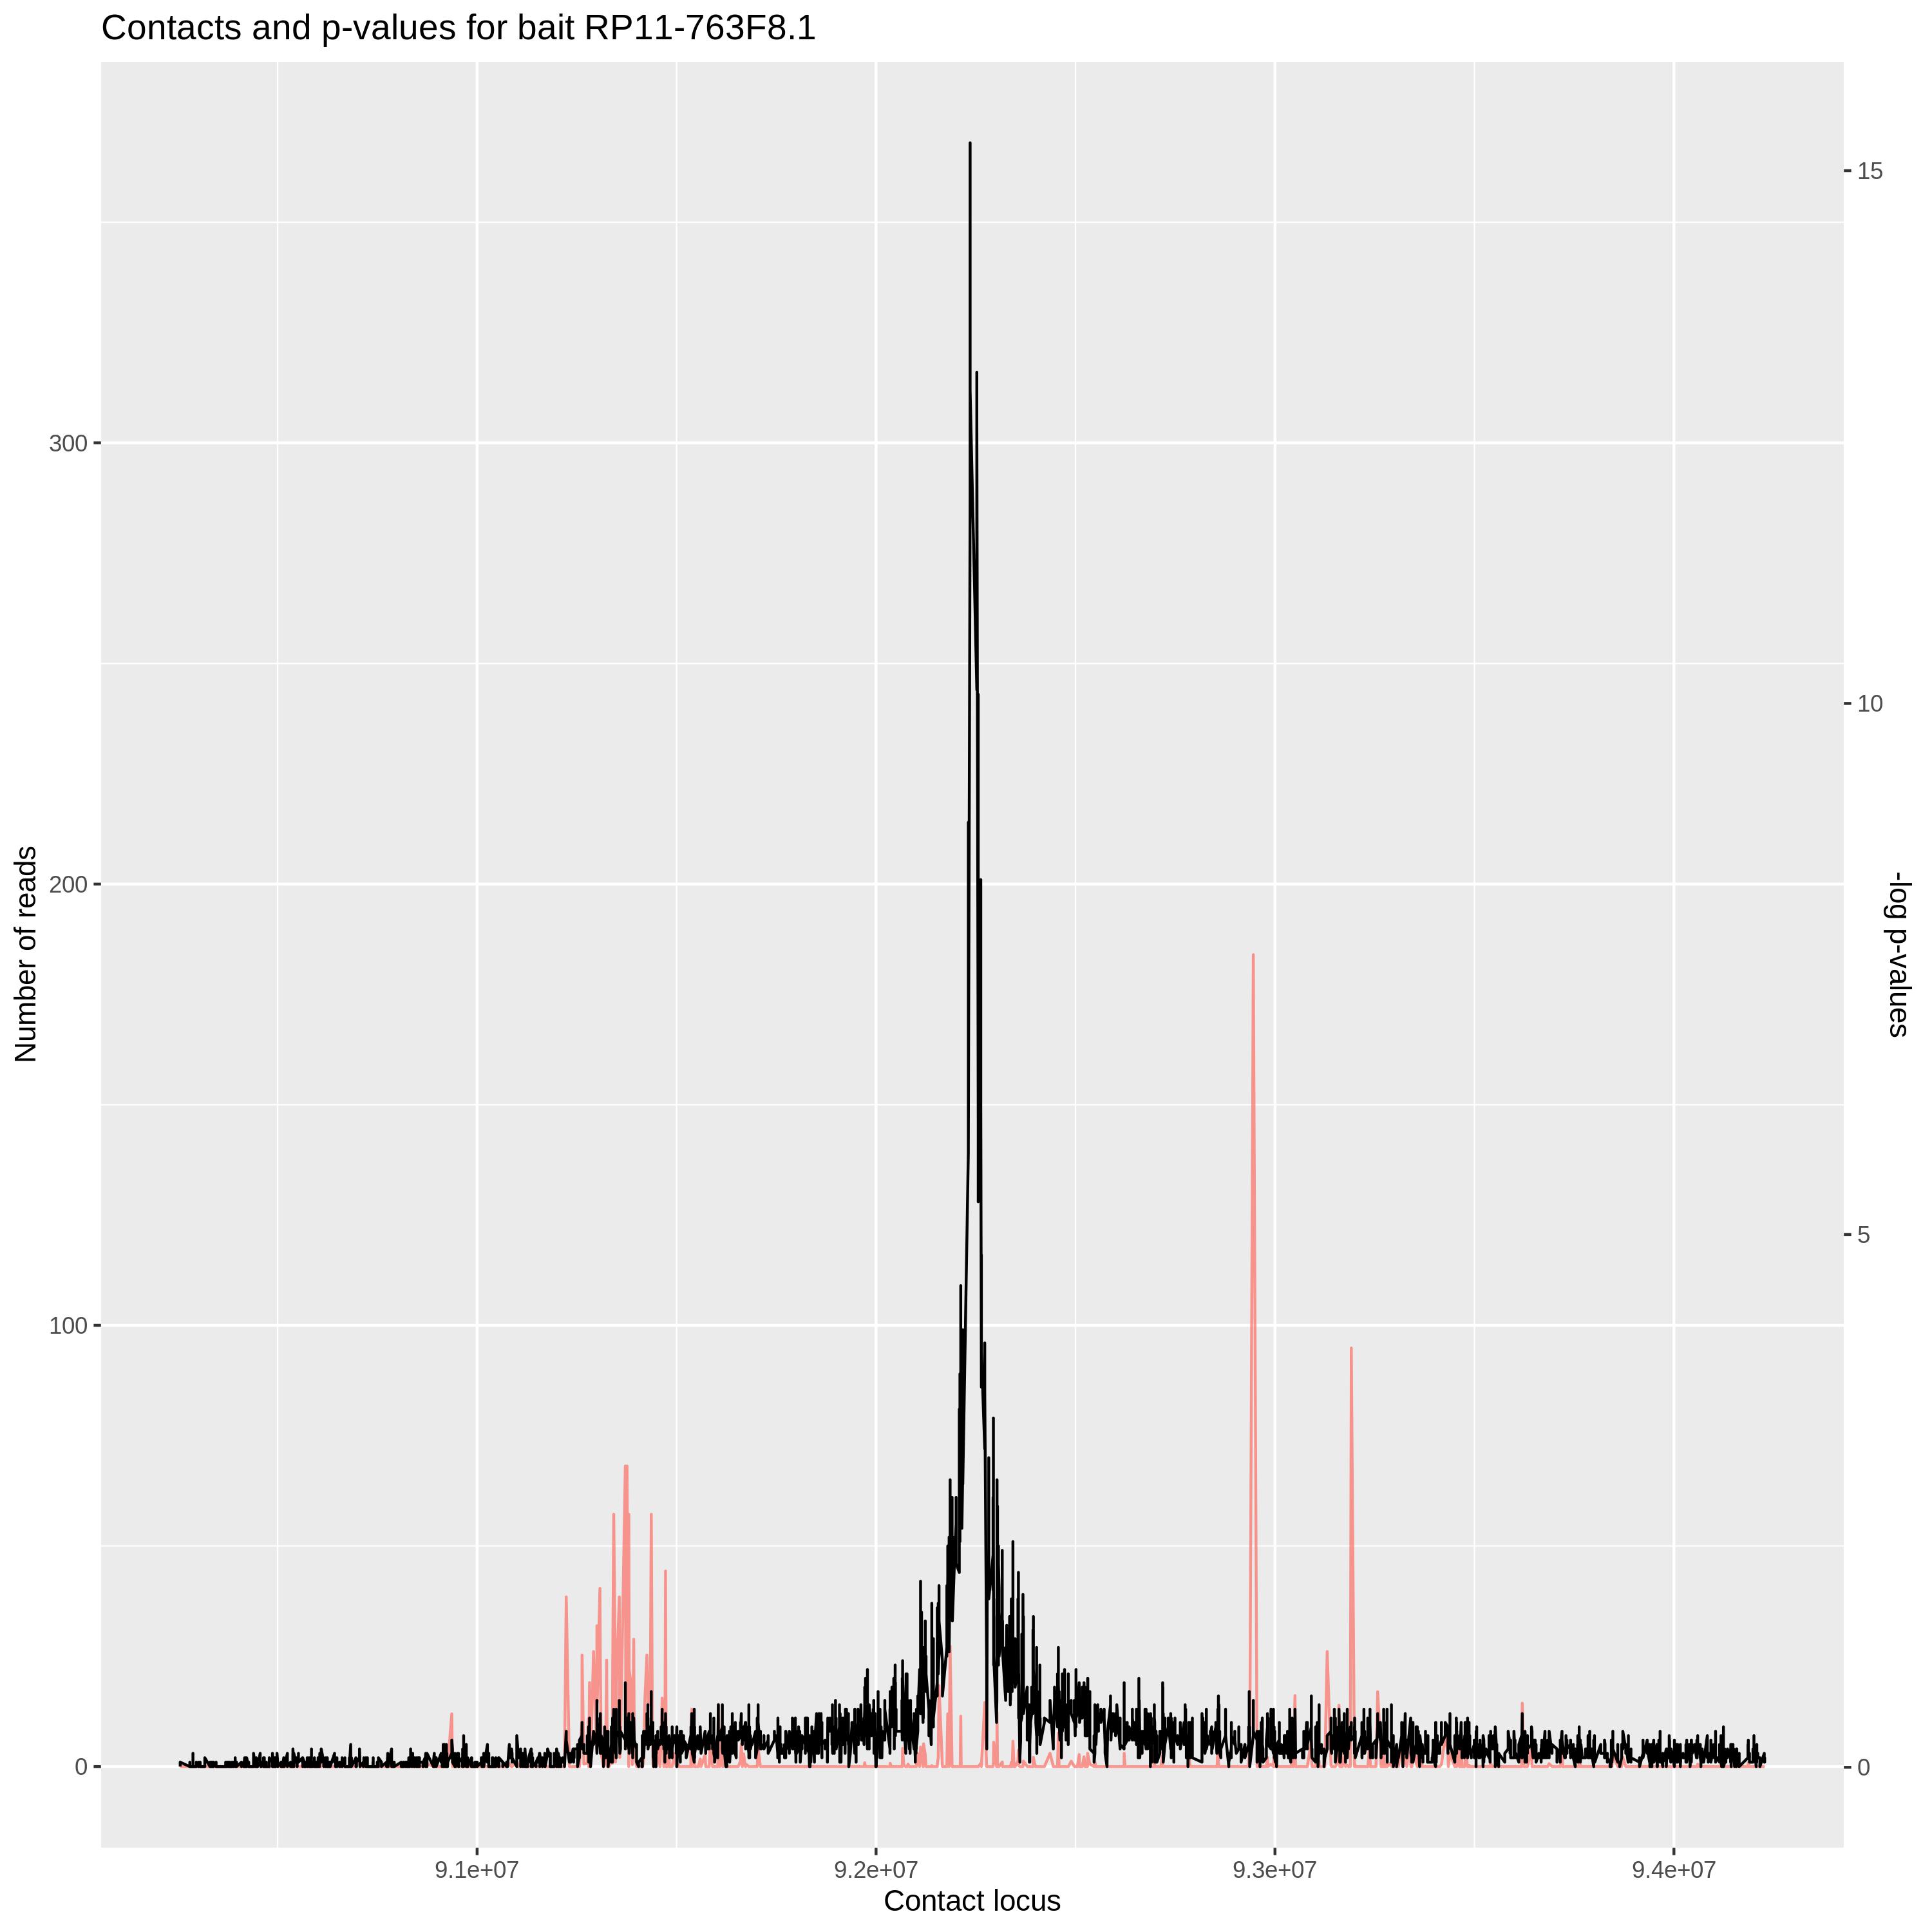 Contacts and p-values for bait RP11-763F8.1
15
300
10
200
Number of reads
-log p-values
5
100
0
0
9.1e+07
9.2e+07
9.3e+07
9.4e+07
Contact locus